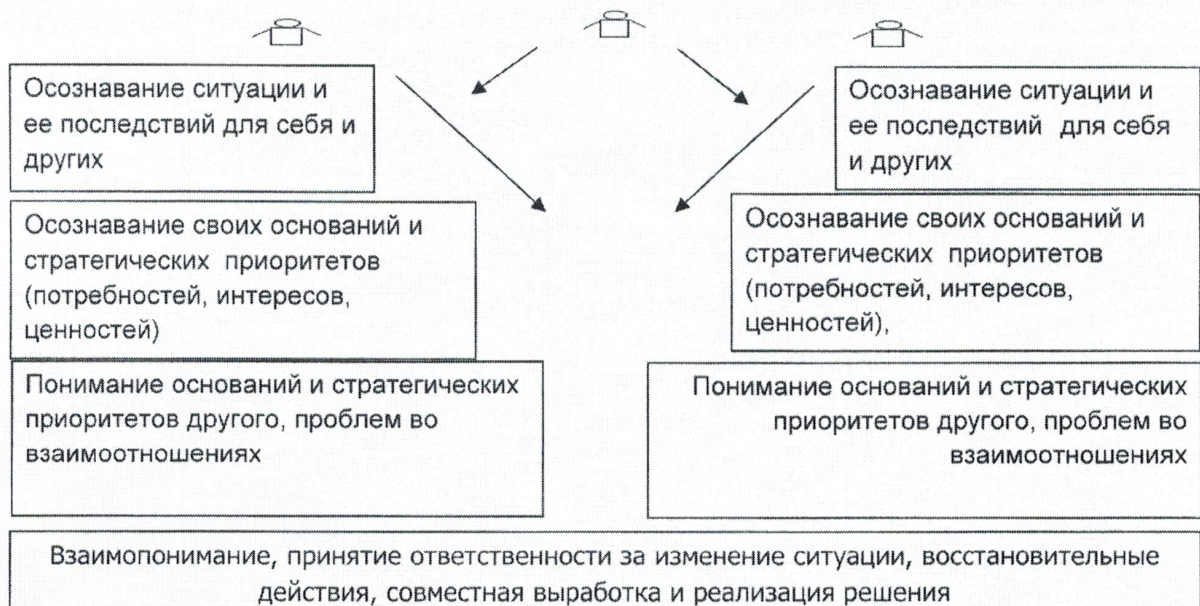 Осознавание ситуации и
ее последствий для себя и
других
Осознавание ситуации и
ее последствий для себя
и других
Осознавание своих оснований и
стратегических приоритетов
(потребностей, интересов,
ценностей)
Осознавание своих оснований и
стратегических приоритетов
(потребностей, интересов,
ценностей),
Понимание оснований и стратегических
приоритетов другого, проблем во
взаимоотношениях
Понимание оснований и стратегических
приоритетов другого, проблем во
взаимоотношениях
Взаимопонимание, принятие ответственности за изменение ситуации, восстановительные
действия, совместная выработка и реализация решения